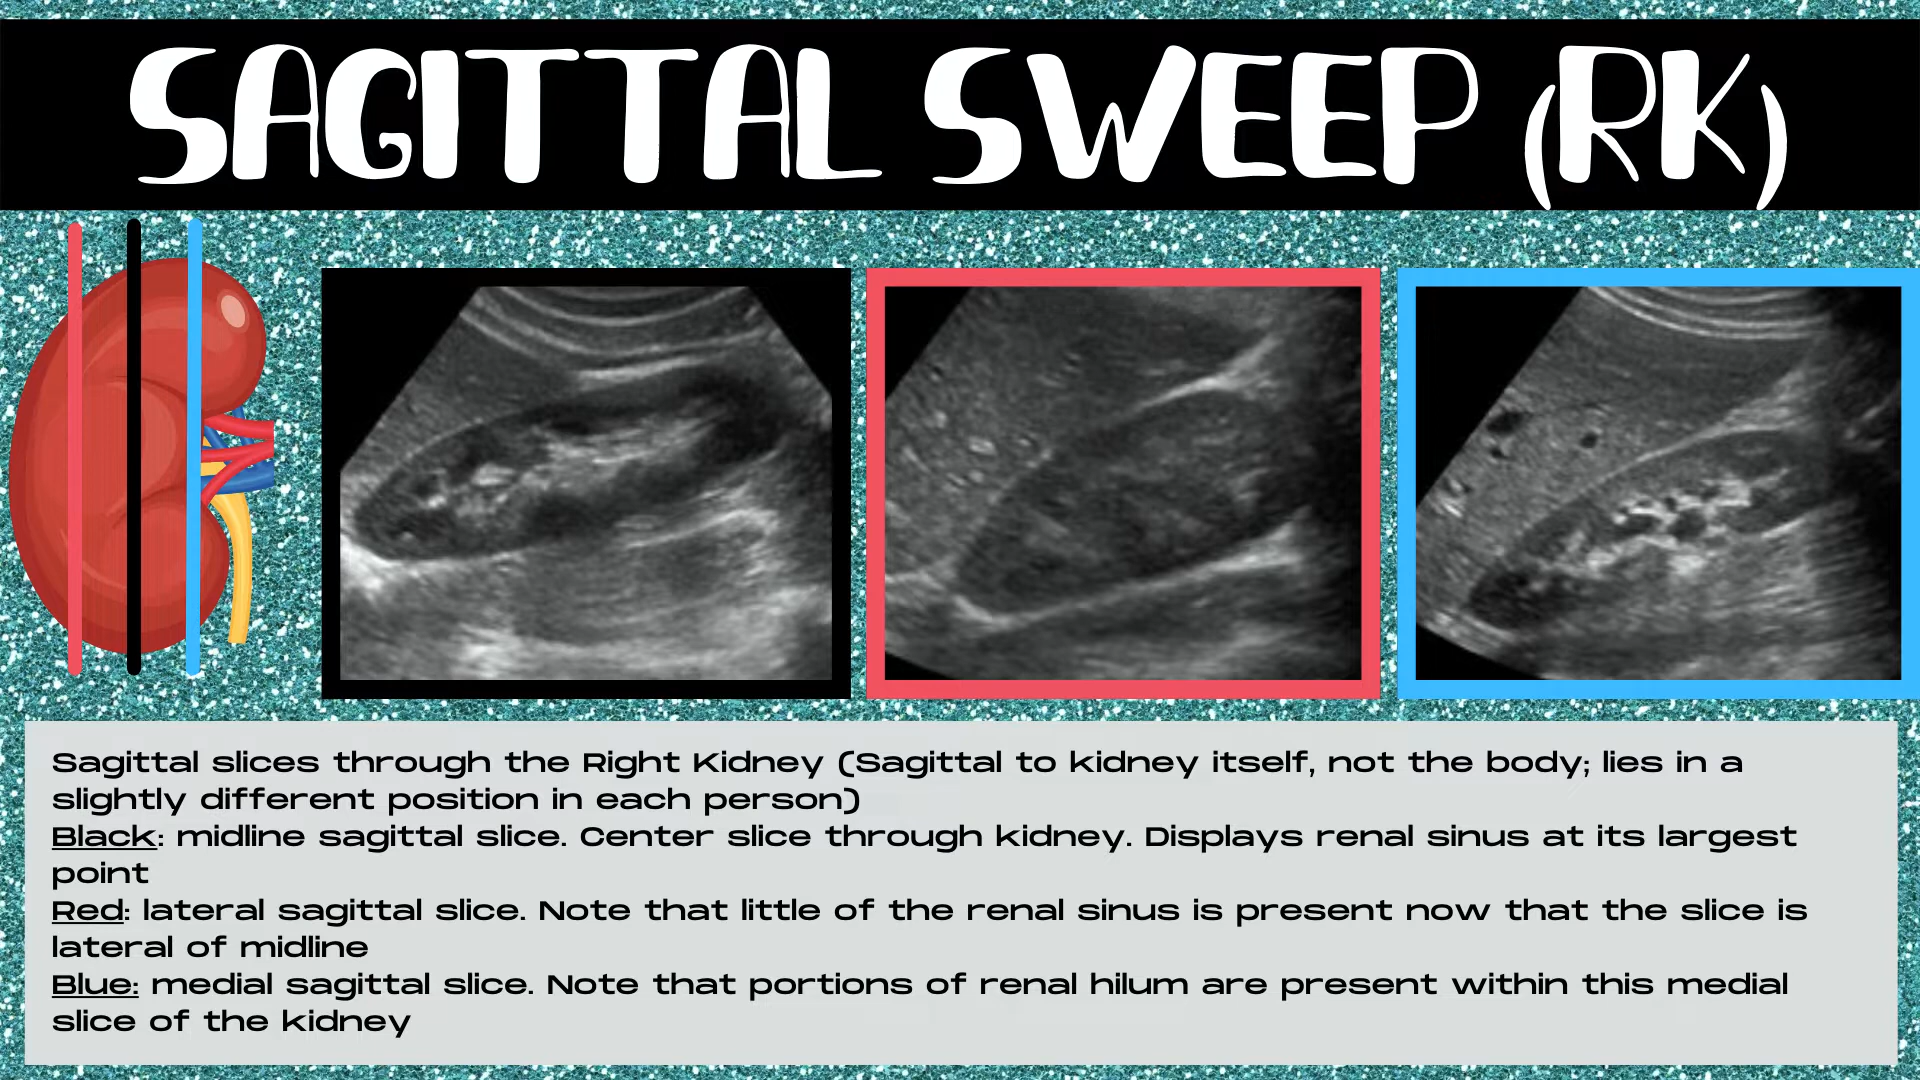 SAGITTAL SWEEP (RK)
Sagittal slices through the Right Kidney (Sagittal to kidney itself, not the body; lies in a
slightly different position in each person)
Black: midline sagittal slice. Center slice through kidney. Displays renal sinus at its largest
point
Red: lateral sagittal slice. Note that little of the renal sinus is present now that the slice is
lateral of midline
Blue: medial sagittal slice. Note that portions of renal hilum are present within this medial
slice of the kidney